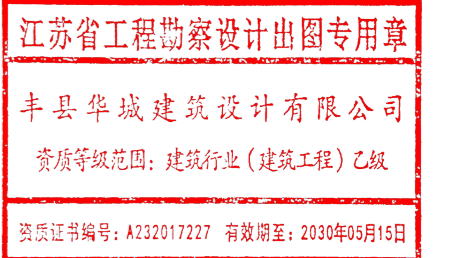 江苏省工程勘察设计出图专用章
丰县华城建筑设计有限公司
资质等级范围：建筑行业（建筑工程）乙级
资质证书编号：A232017227 有效期至：2030年05月15日